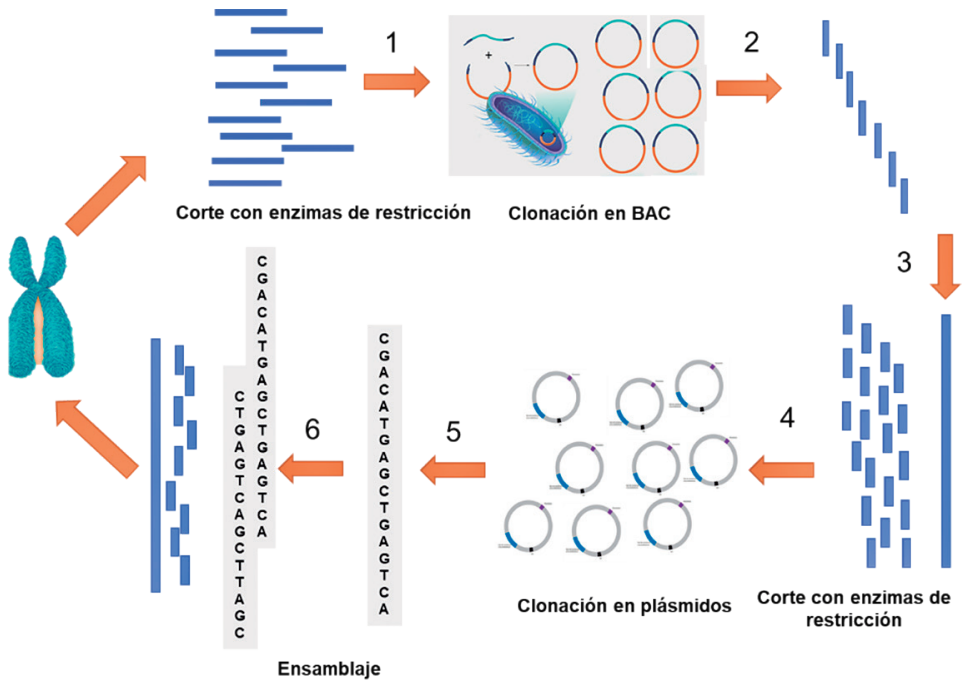 1
2
Corte con enzimas de restricción
Clonación en BAC
+
3
4
5
6
CGACATGAGCTGAGTCA
CTGAGTCAGCTTAGC
CGACATGAGCTGAGTCA
Clonación en plásmidos
Corte con enzimas de
restricción
Ensamblaje